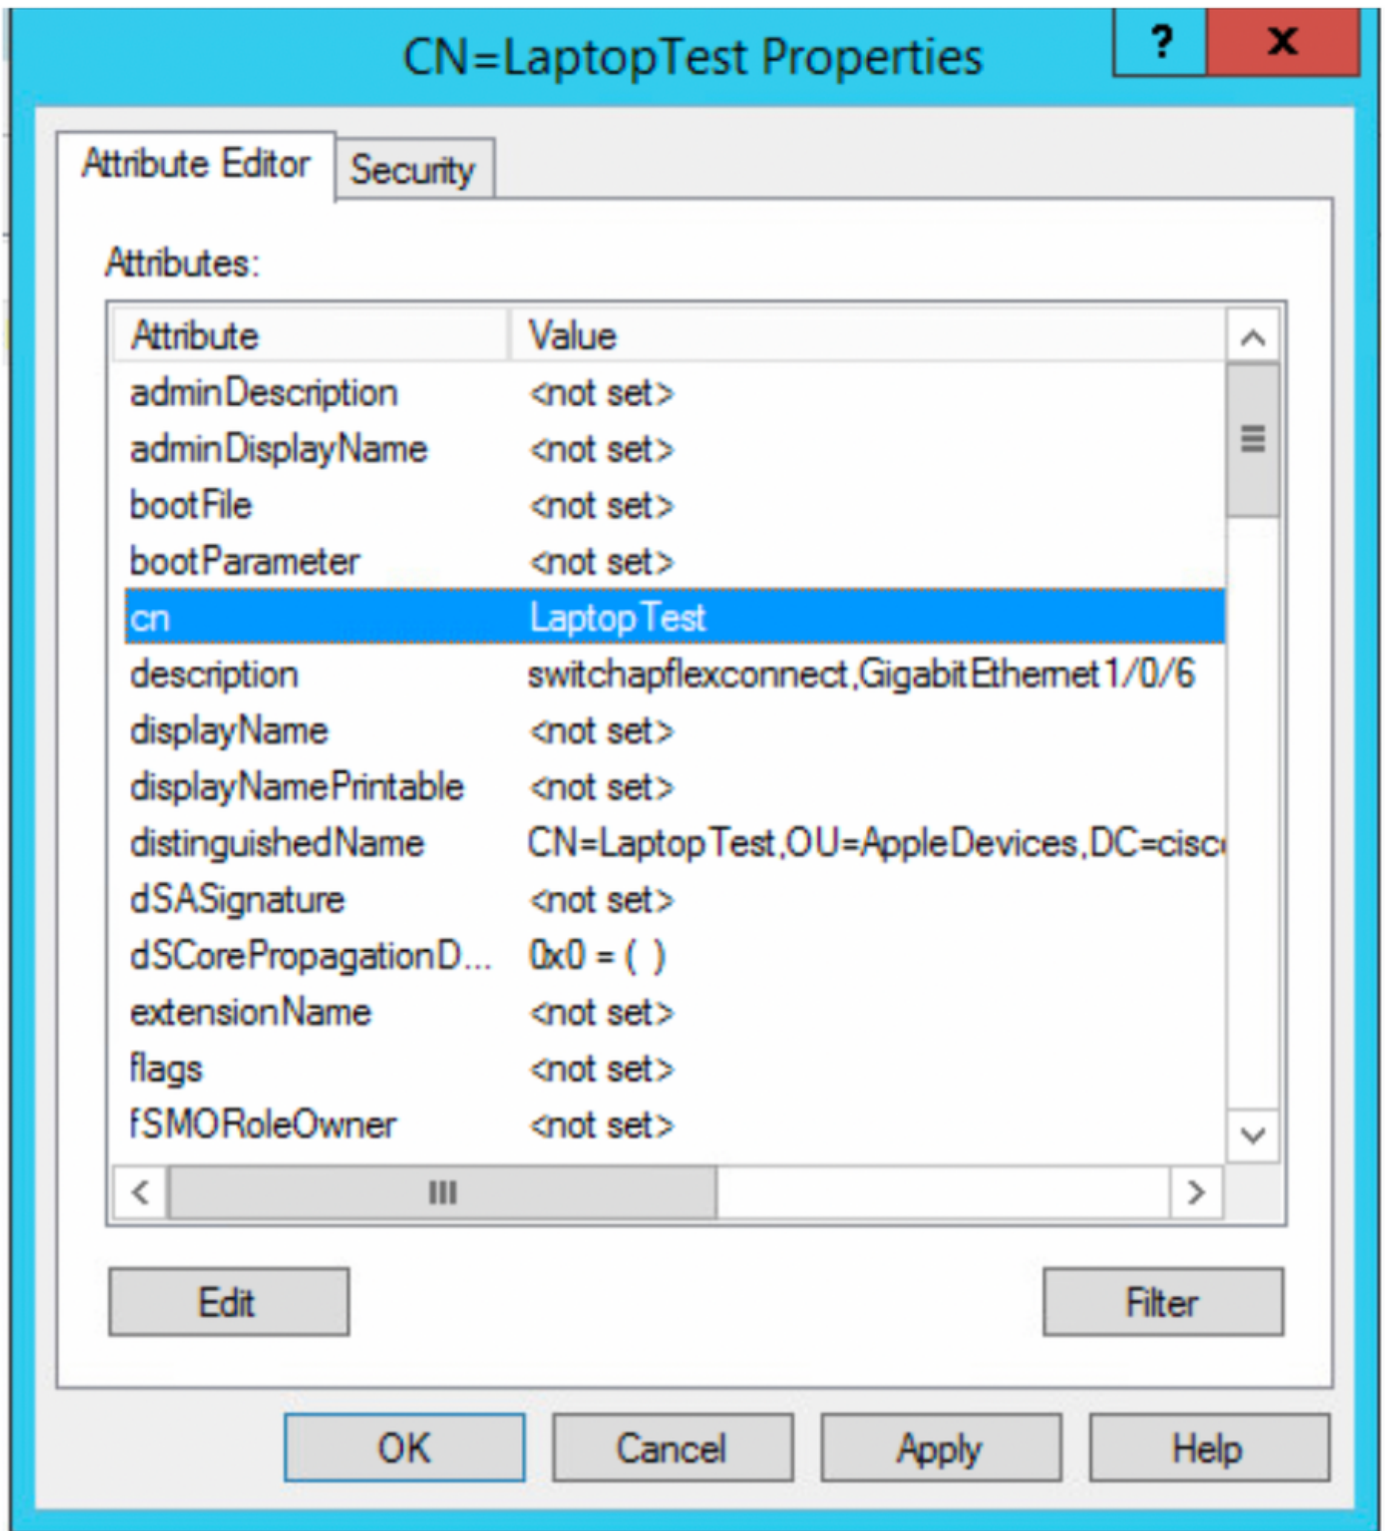 CN=LaptopTest Properties
?
x
Attribute Editor
Security
Attributes:
Attribute Value
adminDescription <not set>
adminDisplayName <not set>
bootFile <not set>
bootParameter <not set>
cn LaptopTest
description switchapflexconnect,GigabitEthernet1/0/6
displayName <not set>
displayNamePrintable <not set>
distinguishedName CN=LaptopTest,OU=AppleDevices,DC=cisc
dSASignature <not set>
dSCorePropagationD... 0x0 = ( )
extensionName <not set>
flags <not set>
fSMORoleOwner <not set>
Edit
Filter
OK
Cancel
Apply
Help